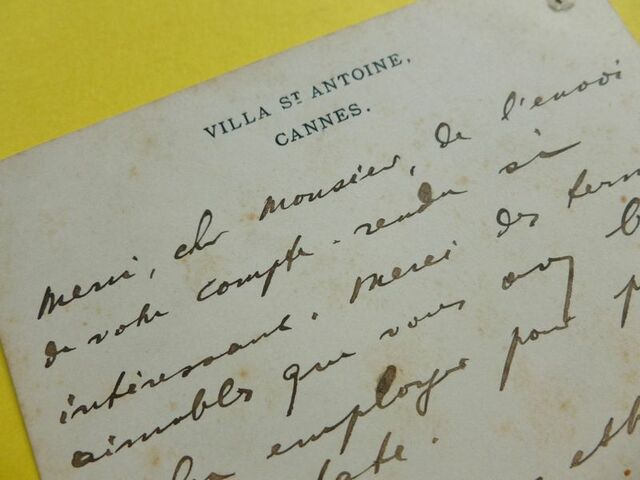 VILLA ST ANTOINE,
CANNES.
Merci, cher Monsieur, de l'envoi
de votre compte-rendu si
intéressant. Merci des
aimables que vous avez
employer pour